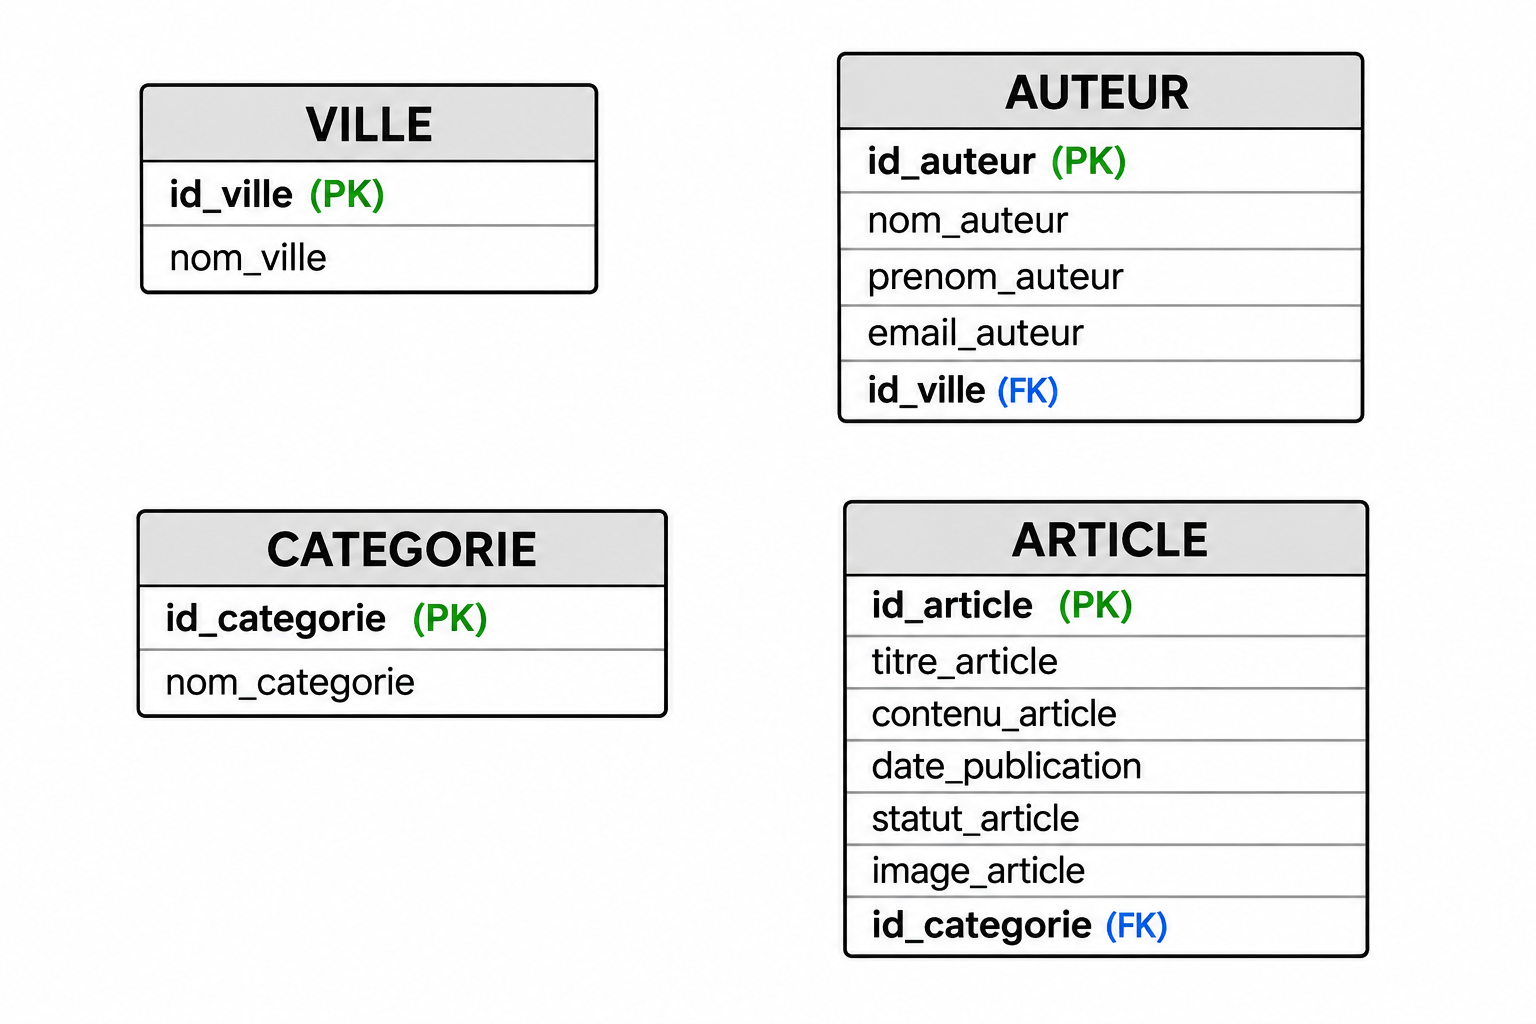 VILLE
id_ville (PK)
nom_ville
AUTEUR
id_auteur (PK)
nom_auteur
prenom_auteur
email_auteur
id_ville (FK)
CATEGORIE
id_categorie (PK)
nom_categorie
ARTICLE
id_article (PK)
titre_article
contenu_article
date_publication
statut_article
image_article
id_categorie (FK)